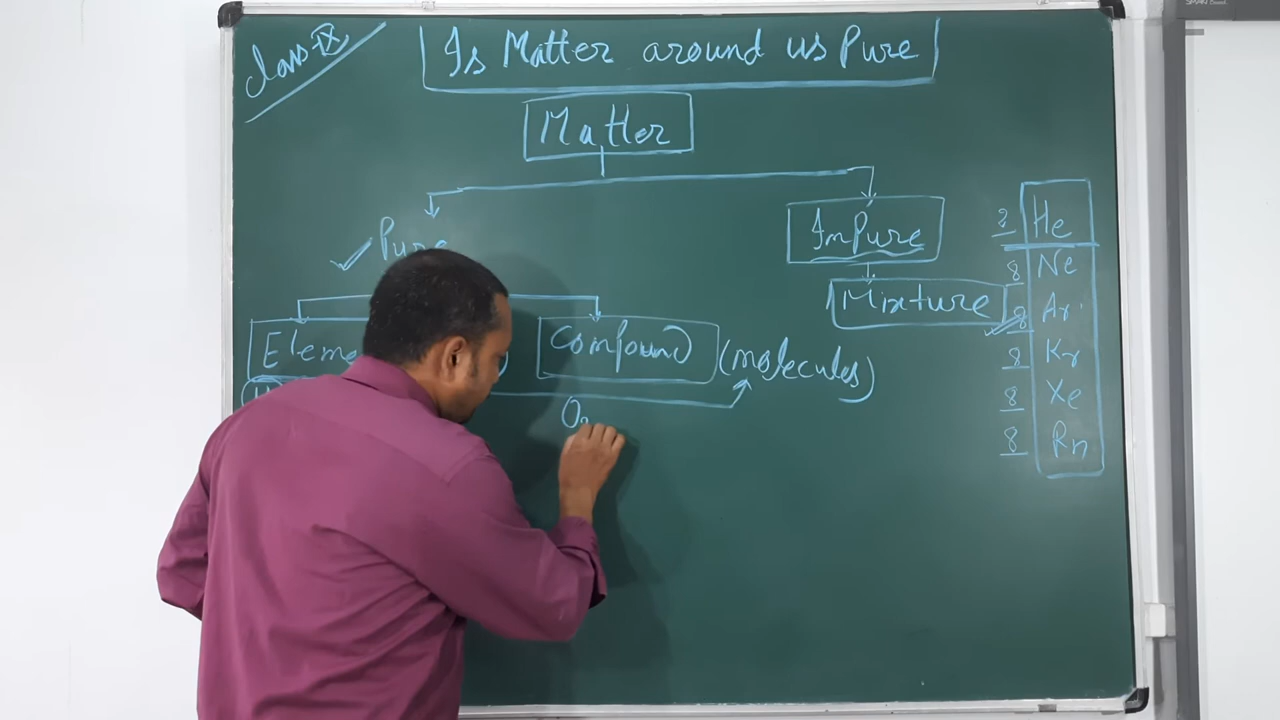 Class-IX
Is Matter around us Pure
Matter
Pure
ImPure
Mixture
Eleme
Compound
(molecules)
O2
2 He
8 Ne
8 Ar
8 Kr
8 Xe
8 Rn